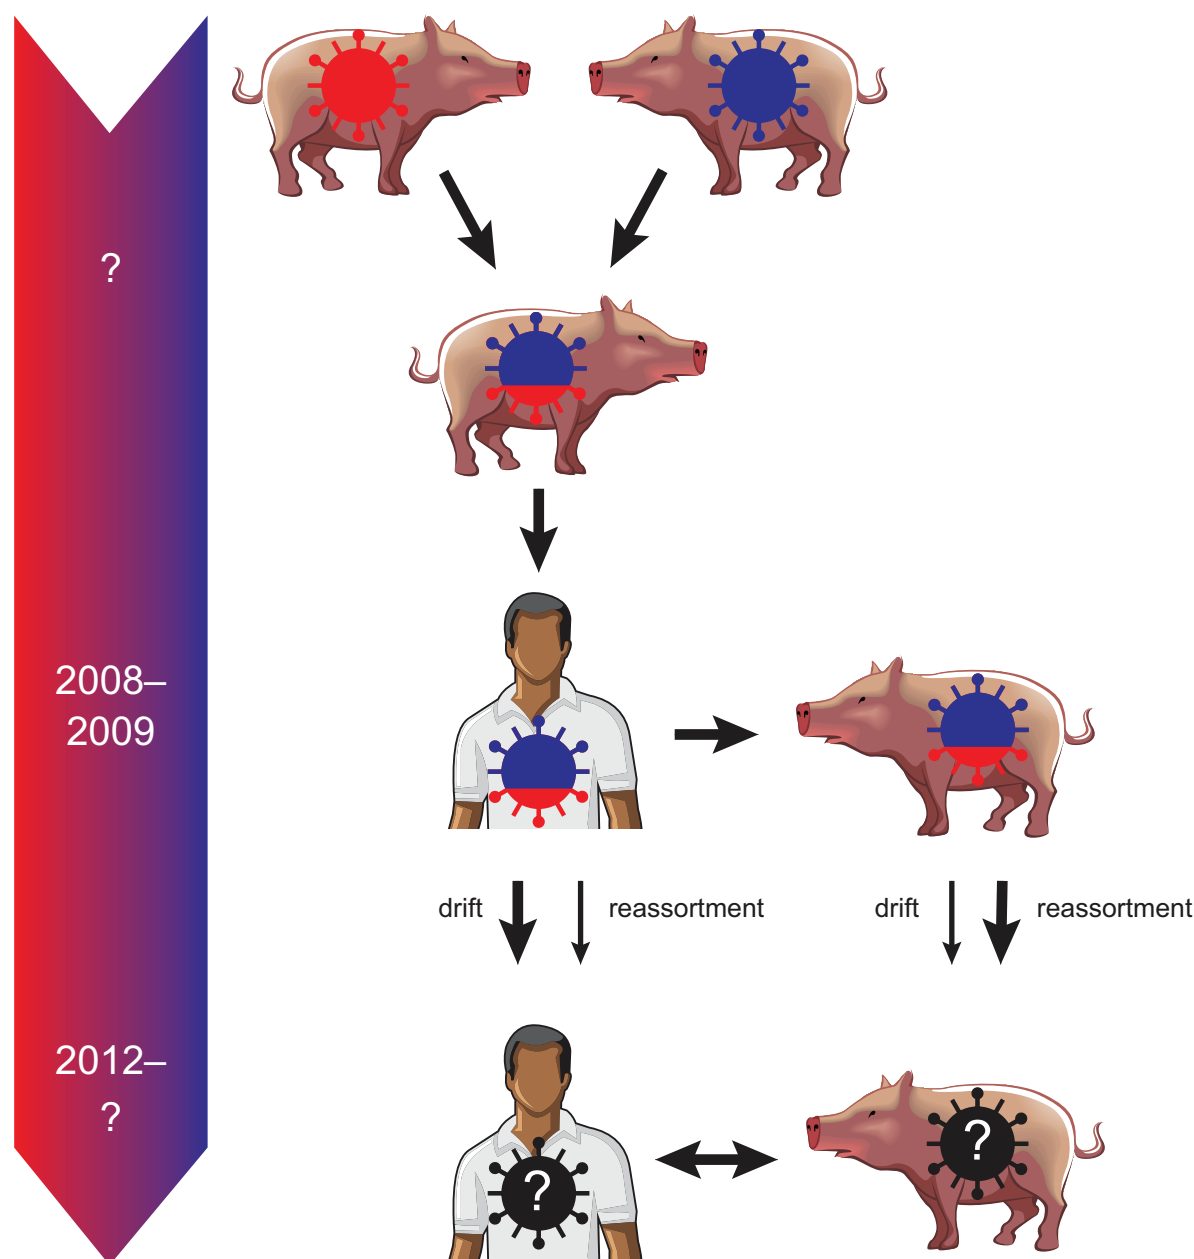 ?
2008–
2009
drift
reassortment
drift
reassortment
2012–
?
?
?